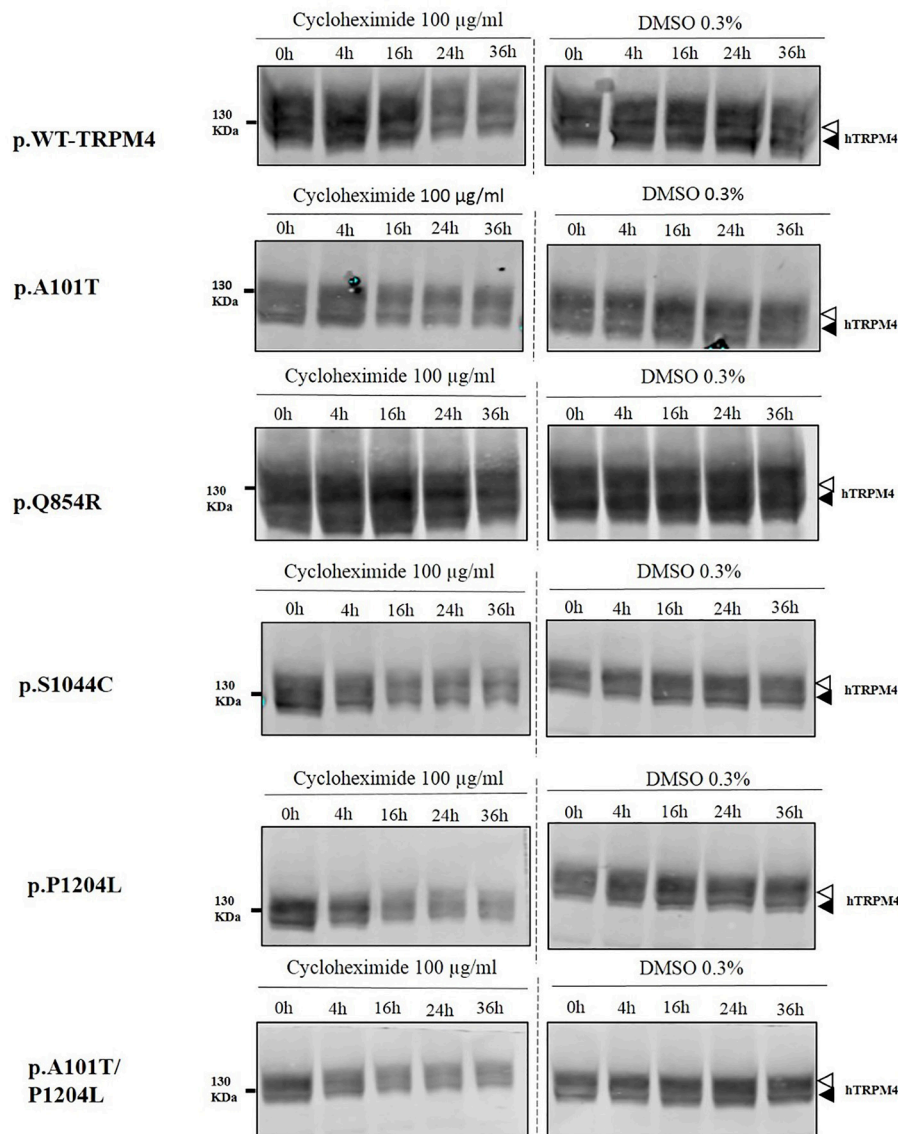 Cycloheximide 100 µg/ml DMSO 0.3%
0h 4h 16h 24h 36h 0h 4h 16h 24h 36h
p.WT-TRPM4
130
KDa
hTRPM4
Cycloheximide 100 µg/ml DMSO 0.3%
0h 4h 16h 24h 36h 0h 4h 16h 24h 36h
p.A101T
130
KDa
hTRPM4
Cycloheximide 100 µg/ml DMSO 0.3%
0h 4h 16h 24h 36h 0h 4h 16h 24h 36h
p.Q854R
130
KDa
hTRPM4
Cycloheximide 100 µg/ml DMSO 0.3%
0h 4h 16h 24h 36h 0h 4h 16h 24h 36h
p.S1044C
130
KDa
hTRPM4
Cycloheximide 100 µg/ml DMSO 0.3%
0h 4h 16h 24h 36h 0h 4h 16h 24h 36h
p.P1204L
130
KDa
hTRPM4
Cycloheximide 100 µg/ml DMSO 0.3%
0h 4h 16h 24h 36h 0h 4h 16h 24h 36h
p.A101T/
P1204L
130
KDa
hTRPM4